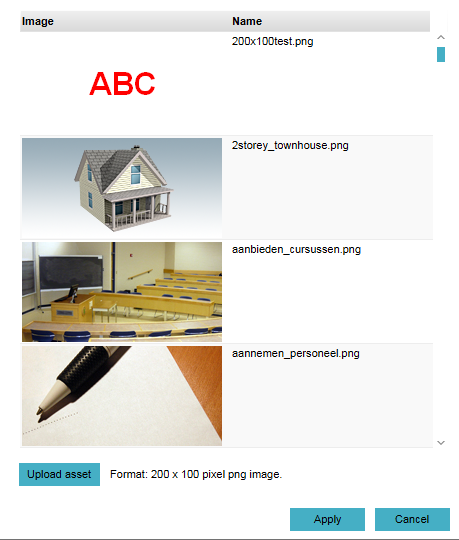 Image Name
200x100test.png
ABC
2storey_townhouse.png
aanbieden_cursussen.png
aannemen_personeel.png
Upload asset Format: 200 x 100 pixel png image.
Apply Cancel